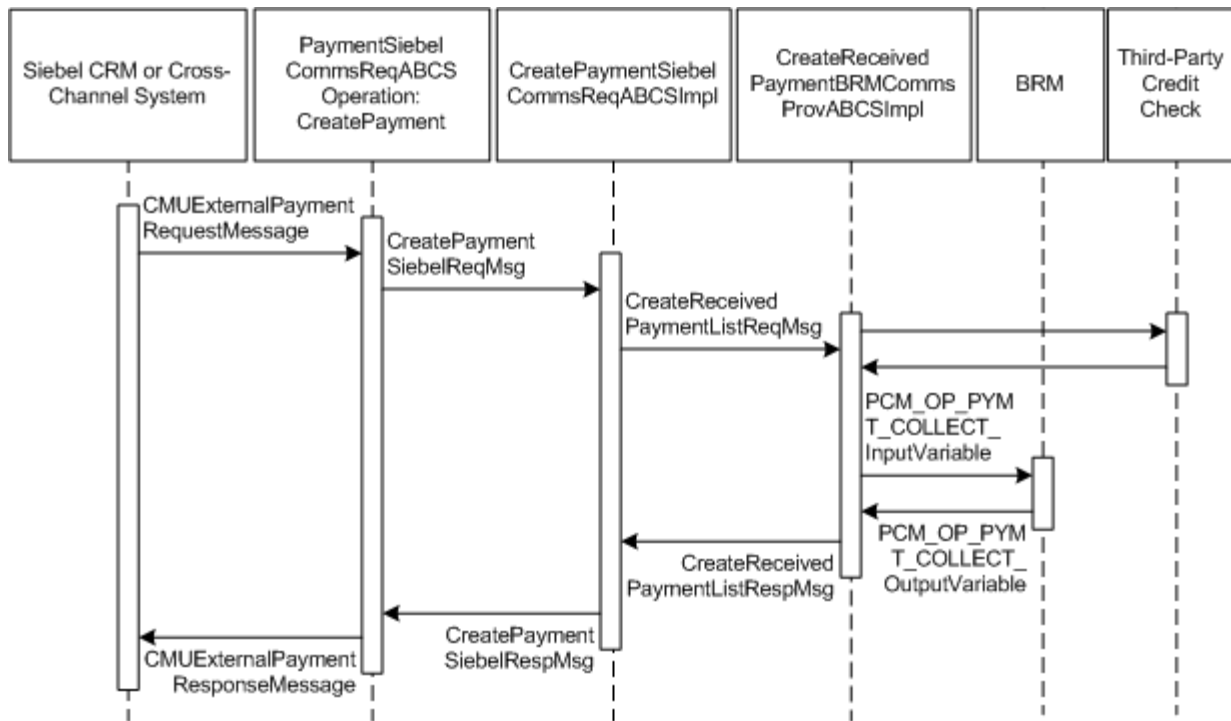 Siebel CRM or Cross-
Channel System
PaymentSiebel
CommsReqABCS
Operation:
CreatePayment
CreatePaymentSiebel
CommsReqABCSImpl
CreateReceived
PaymentBRMComms
ProvABCSImpl
BRM
Third-Party
Credit
Check
CMUExternalPayment
RequestMessage
CreatePayment
SiebelReqMsg
CreateReceived
PaymentListReqMsg
PCM_OP_PYM
T_COLLECT_
InputVariable
PCM_OP_PYM
T_COLLECT_
OutputVariable
CreateReceived
PaymentListRespMsg
CreatePayment
SiebelRespMsg
CMUExternalPayment
ResponseMessage